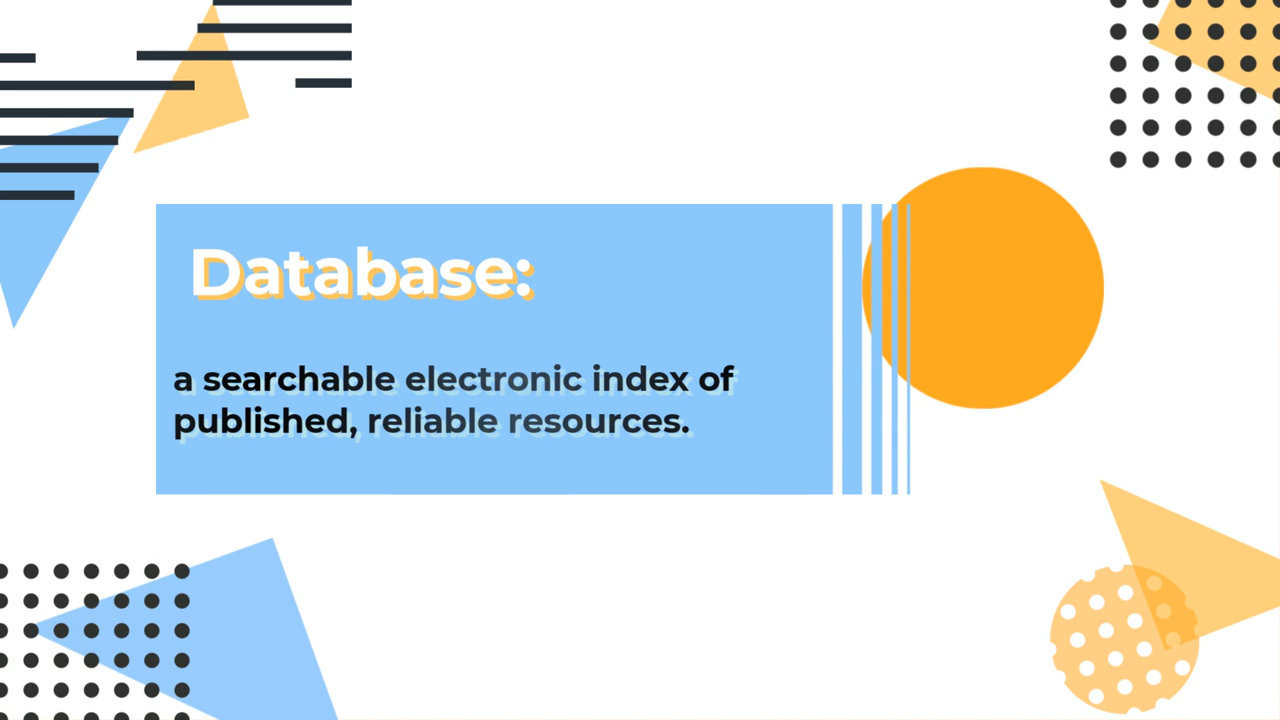 Database:
a searchable electronic index of
published, reliable resources.